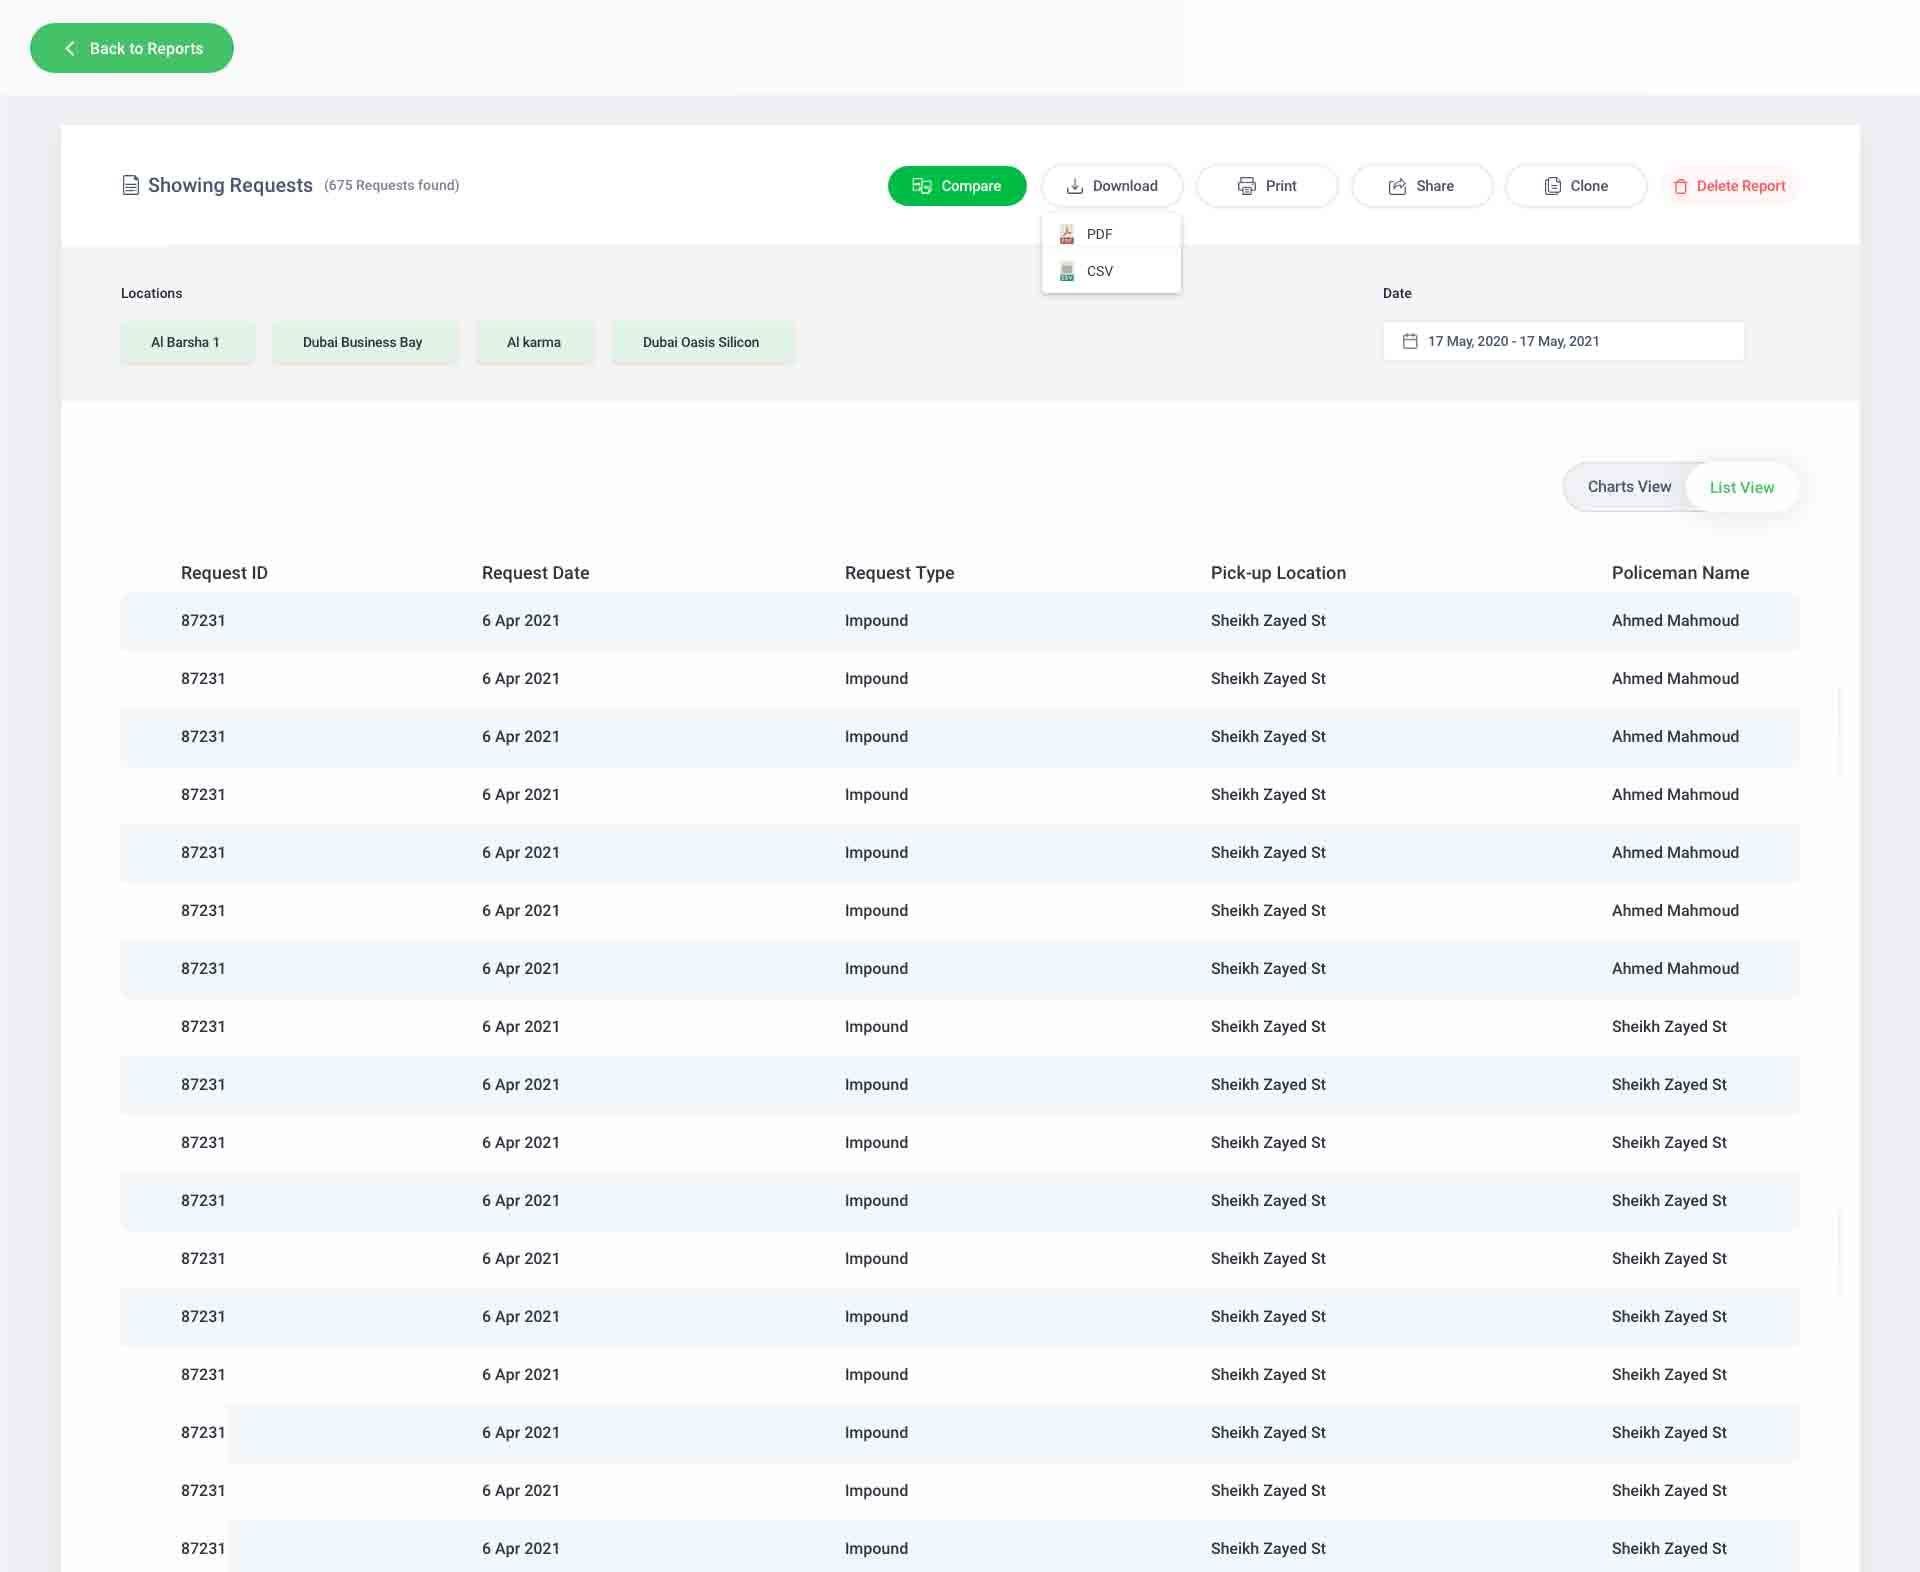 Back to Reports
Showing Requests (675 Requests found) Compare Download Print Share Clone Delete Report
PDF
CSV
Locations Date
Al Barsha 1 Dubai Business Bay Al karma Dubai Oasis Silicon 17 May, 2020 - 17 May, 2021
Charts View List View
Request ID Request Date Request Type Pick-up Location Policeman Name
87231 6 Apr 2021 Impound Sheikh Zayed St Ahmed Mahmoud
87231 6 Apr 2021 Impound Sheikh Zayed St Ahmed Mahmoud
87231 6 Apr 2021 Impound Sheikh Zayed St Ahmed Mahmoud
87231 6 Apr 2021 Impound Sheikh Zayed St Ahmed Mahmoud
87231 6 Apr 2021 Impound Sheikh Zayed St Ahmed Mahmoud
87231 6 Apr 2021 Impound Sheikh Zayed St Ahmed Mahmoud
87231 6 Apr 2021 Impound Sheikh Zayed St Ahmed Mahmoud
87231 6 Apr 2021 Impound Sheikh Zayed St Sheikh Zayed St
87231 6 Apr 2021 Impound Sheikh Zayed St Sheikh Zayed St
87231 6 Apr 2021 Impound Sheikh Zayed St Sheikh Zayed St
87231 6 Apr 2021 Impound Sheikh Zayed St Sheikh Zayed St
87231 6 Apr 2021 Impound Sheikh Zayed St Sheikh Zayed St
87231 6 Apr 2021 Impound Sheikh Zayed St Sheikh Zayed St
87231 6 Apr 2021 Impound Sheikh Zayed St Sheikh Zayed St
87231 6 Apr 2021 Impound Sheikh Zayed St Sheikh Zayed St
87231 6 Apr 2021 Impound Sheikh Zayed St Sheikh Zayed St
87231 6 Apr 2021 Impound Sheikh Zayed St Sheikh Zayed St